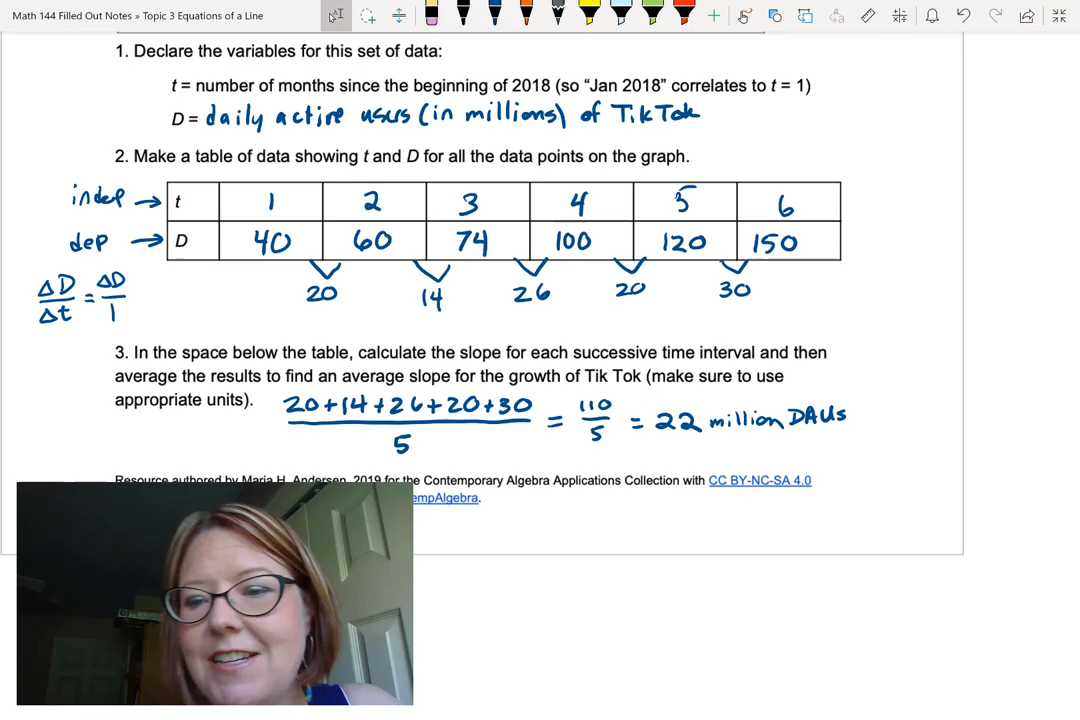 Math 144 Filled Out Notes » Topic 3 Equations of a Line
1. Declare the variables for this set of data:
t = number of months since the beginning of 2018 (so “Jan 2018” correlates to t = 1)
D = daily active users (in millions) of TikTok
2. Make a table of data showing t and D for all the data points on the graph.
indep → t 1 2 3 4 5 6
dep → D 40 60 74 100 120 150
ΔD/Δt = ΔD/1
20 14 26 20 30
3. In the space below the table, calculate the slope for each successive time interval and then
average the results to find an average slope for the growth of Tik Tok (make sure to use
appropriate units). 20+14+26+20+30 / 5 = 110/5 = 22 million DAUs
Resource authored by Maria H. Andersen, 2019 for the Contemporary Algebra Applications Collection with CC BY-NC-SA 4.0
empAlgebra.